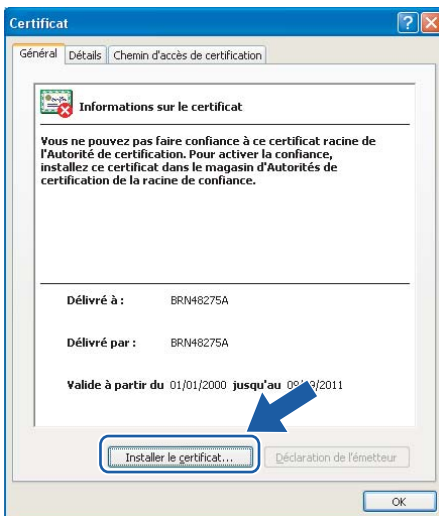 Certificat
Général Détails Chemin d'accès de certification
Informations sur le certificat
Vous ne pouvez pas faire confiance à ce certificat racine de
l'Autorité de certification. Pour activer la confiance,
installez ce certificat dans le magasin d'Autorités de
certification de la racine de confiance.
Délivré à : BRN48275A
Délivré par : BRN48275A
Valide à partir du 01/01/2000 jusqu'au
Installer le certificat...
Déclaration de l'émetteur
OK